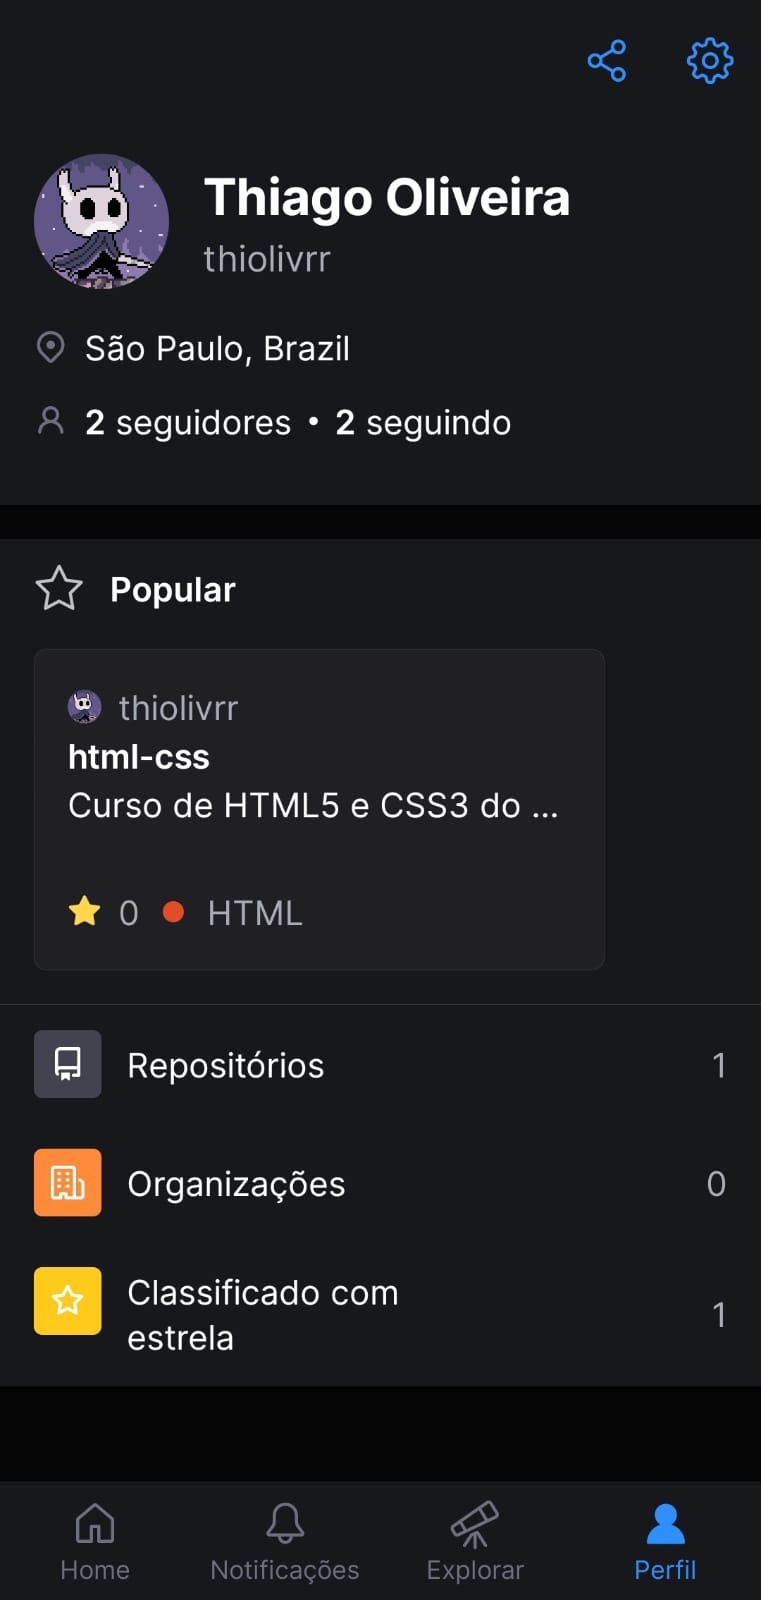 Thiago Oliveira
thiolivrr
São Paulo, Brazil
2 seguidores • 2 seguindo
Popular
thiolivrr
html-css
Curso de HTML5 e CSS3 do ...
0 HTML
Repositórios 1
Organizações 0
Classificado com
estrela 1
Home Notificações Explorar Perfil